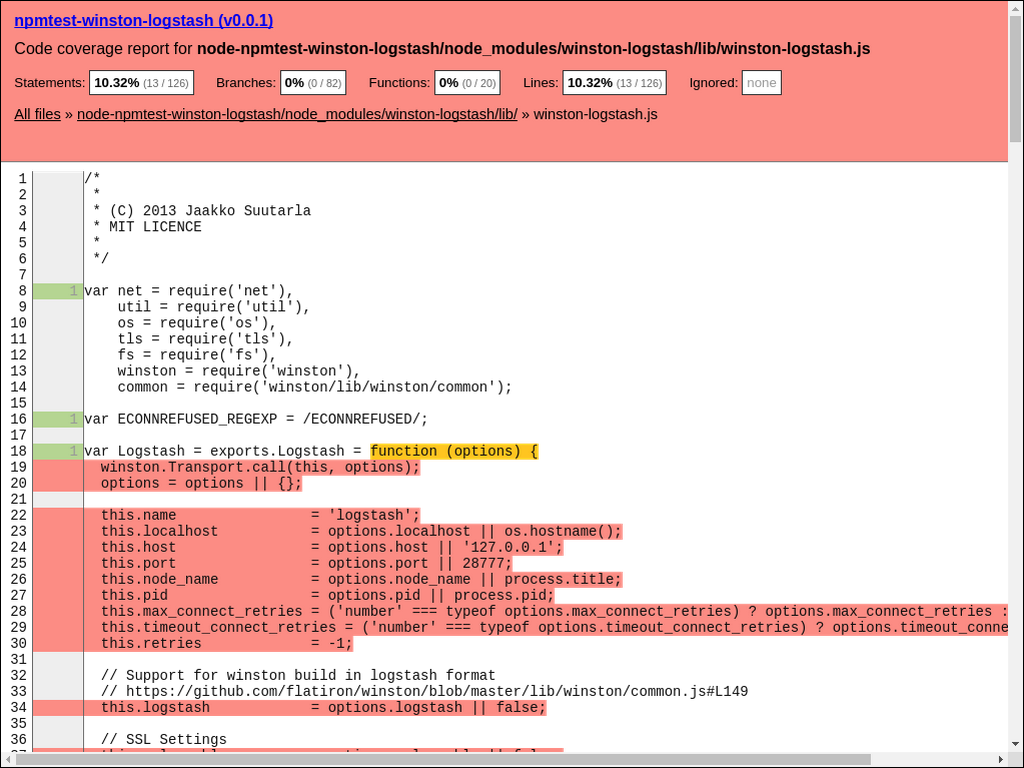 npmtest-winston-logstash (v0.0.1)
Code coverage report for node-npmtest-winston-logstash/node_modules/winston-logstash/lib/winston-logstash.js
Statements: 10.32% (13 / 126) Branches: 0% (0 / 82) Functions: 0% (0 / 20) Lines: 10.32% (13 / 126) Ignored: none
All files » node-npmtest-winston-logstash/node_modules/winston-logstash/lib/ » winston-logstash.js
1 /*
2  *
3  * (C) 2013 Jaakko Suutarla
4  * MIT LICENCE
5  *
6  */
7
8 1 var net = require('net'),
9     util = require('util'),
10     os = require('os'),
11     tls = require('tls'),
12     fs = require('fs'),
13     winston = require('winston'),
14     common = require('winston/lib/winston/common');
15
16 1 var ECONNREFUSED_REGEXP = /ECONNREFUSED/;
17
18 1 var Logstash = exports.Logstash = function (options) {
19   winston.Transport.call(this, options);
20   options = options || {};
21
22   this.name                = 'logstash';
23   this.localhost           = options.localhost || os.hostname();
24   this.host                = options.host || '127.0.0.1';
25   this.port                = options.port || 28777;
26   this.node_name           = options.node_name || process.title;
27   this.pid                 = options.pid || process.pid;
28   this.max_connect_retries = ('number' === typeof options.max_connect_retries) ? options.max_connect_retries :
29   this.timeout_connect_retries = ('number' === typeof options.timeout_connect_retries) ? options.timeout_conne
30   this.retries             = -1;
31
32   // Support for winston build in logstash format
33   // https://github.com/flatiron/winston/blob/master/lib/winston/common.js#L149
34   this.logstash            = options.logstash || false;
35
36   // SSL Settings